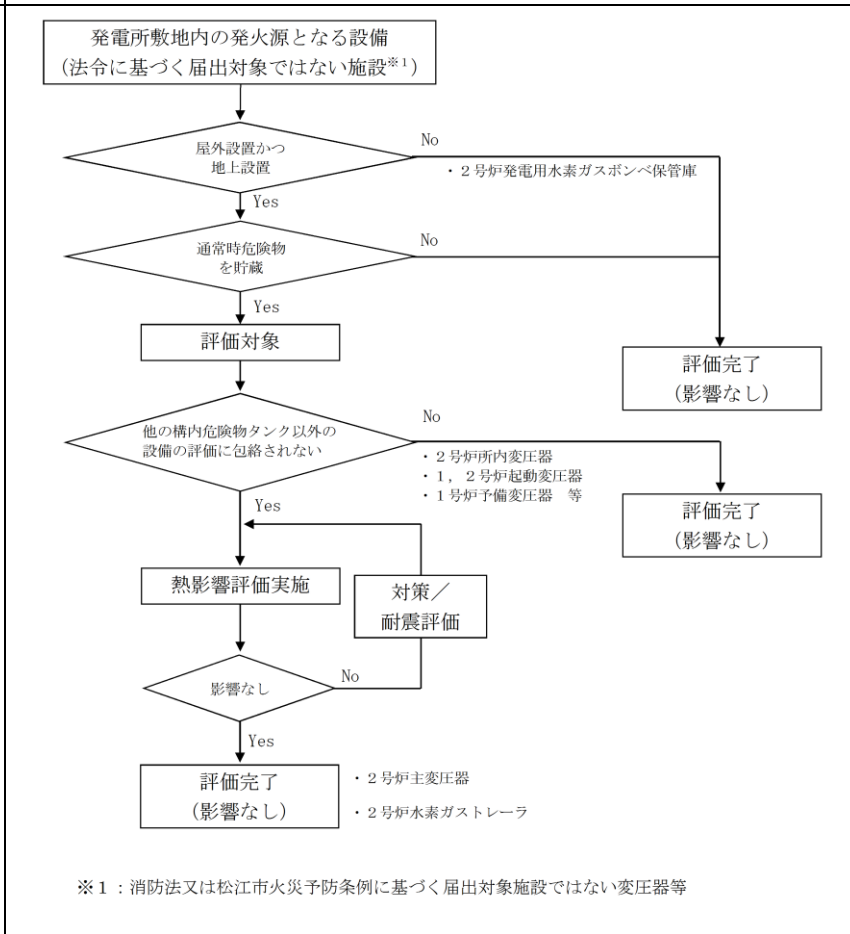 発電所敷地内の発火源となる設備
(法令に基づく届出対象ではない施設※1)
屋外設置かつ
地上設置
No
・2号炉発電用水素ガスボンベ保管庫
Yes
通常時危険物
を貯蔵
No
Yes
評価対象
評価完了
(影響なし)
他の構内危険物タンク以外の
設備の評価に包絡されない
No
・2号炉所内変圧器
・1,2号炉起動変圧器
・1号炉予備変圧器 等
Yes
評価完了
(影響なし)
熱影響評価実施
対策/
耐震評価
影響なし
No
Yes
評価完了
(影響なし)
・2号炉主変圧器
・2号炉水素ガストレーラ
※1:消防法又は松江市火災予防条例に基づく届出対象施設ではない変圧器等